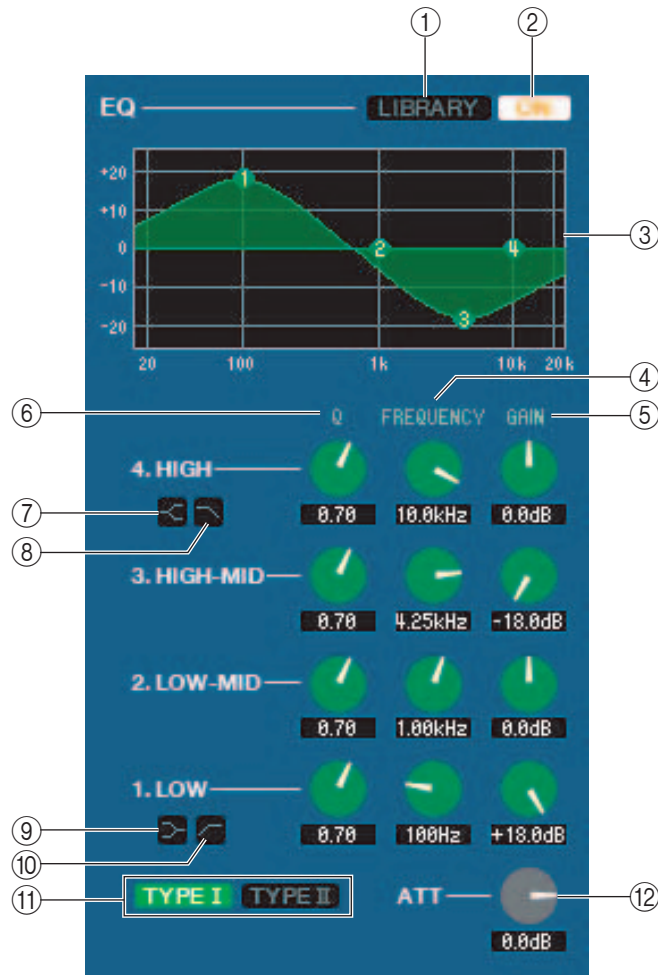 ① ②
EQ LIBRARY ON
+20
+10
0
-10
-20
1 2 4 3
③
20 100 1k 10k 20k
④
⑥ Q FREQUENCY GAIN ⑤
4. HIGH
⑦ ⑧
0.70 10.0kHz 0.0dB
3. HIGH-MID
0.70 4.25kHz -18.0dB
2. LOW-MID
0.70 1.00kHz 0.0dB
1. LOW
⑨ ⑩
0.70 100Hz +18.0dB
⑪ TYPE I TYPE II ATT ⑫
0.0dB